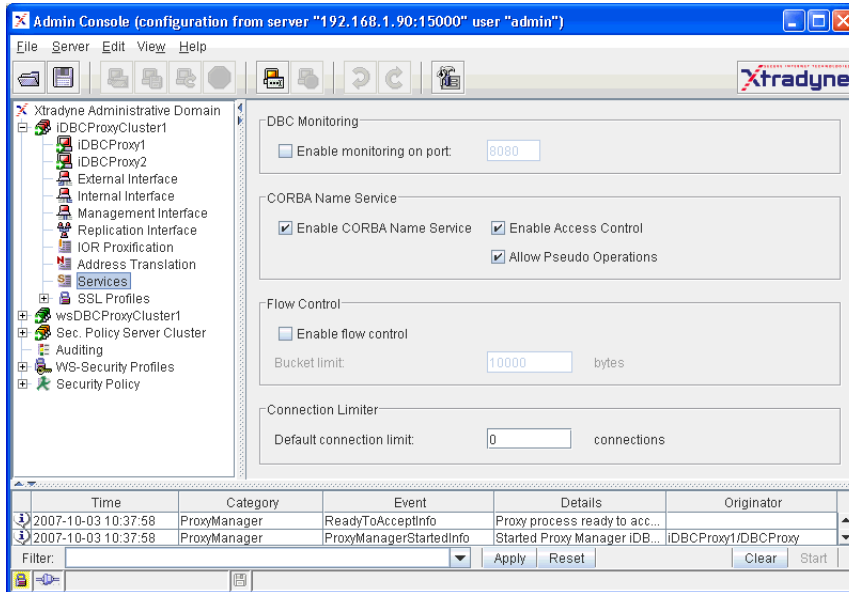 Admin Console (configuration from server "192.168.1.90:15000" user "admin")
File Server Edit View Help
Xtradyne
Xtradyne Administrative Domain
iDBCProxyCluster1
iDBCProxy1
iDBCProxy2
External Interface
Internal Interface
Management Interface
Replication Interface
IOR Proxification
Address Translation
Services
SSL Profiles
wsDBCProxyCluster1
Sec. Policy Server Cluster
Auditing
WS-Security Profiles
Security Policy
DBC Monitoring
Enable monitoring on port: 8080
CORBA Name Service
Enable CORBA Name Service Enable Access Control
Allow Pseudo Operations
Flow Control
Enable flow control
Bucket limit: 10000 bytes
Connection Limiter
Default connection limit: 0 connections
Time Category Event Details Originator
2007-10-03 10:37:58 ProxyManager ReadyToAcceptInfo Proxy process ready to acc...
2007-10-03 10:37:58 ProxyManager ProxyManagerStartedInfo Started Proxy Manager iDB... iDBCProxy1/DBCProxy
Filter: Apply Reset Clear Start